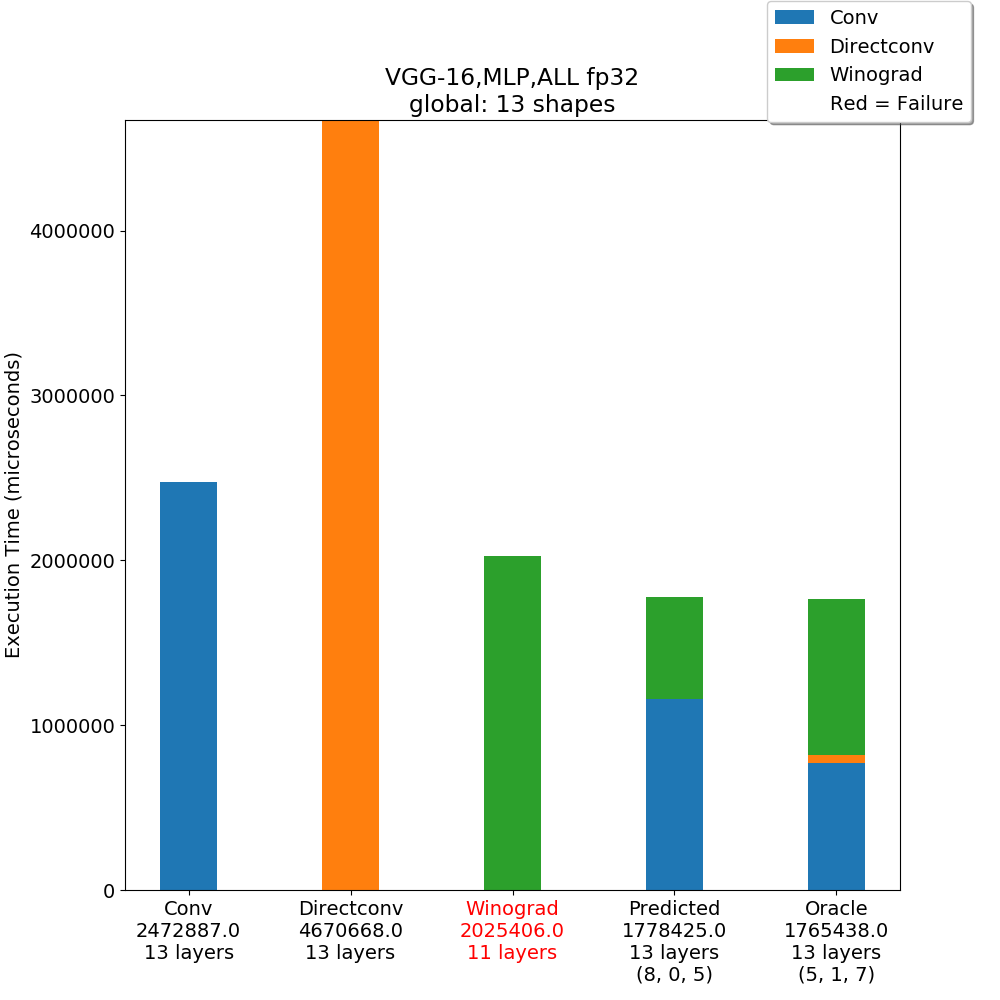 Conv
Directconv
Winograd
Red = Failure
VGG-16,MLP,ALL fp32
global: 13 shapes
Execution Time (microseconds)
4000000
3000000
2000000
1000000
0
Conv
2472887.0
13 layers
Directconv
4670668.0
13 layers
Winograd
2025406.0
11 layers
Predicted
1778425.0
13 layers
(8, 0, 5)
Oracle
1765438.0
13 layers
(5, 1, 7)